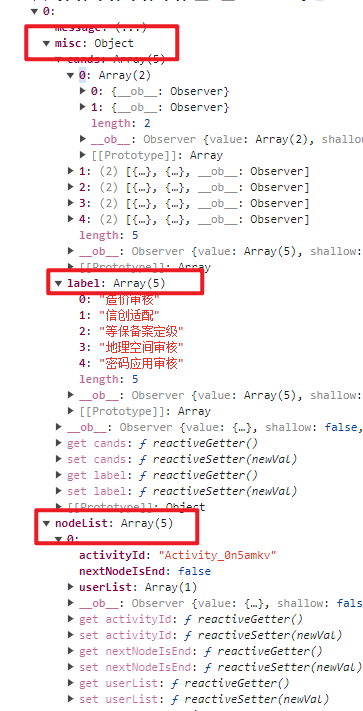 0:
message: (...)
misc: Object
cands: Array(5)
0: Array(2)
0: {__ob__: Observer}
1: {__ob__: Observer}
length: 2
__ob__: Observer {value: Array(2), shallow
[[Prototype]]: Array
1: (2) [{…}, {…}, __ob__: Observer]
2: (2) [{…}, {…}, __ob__: Observer]
3: (2) [{…}, {…}, __ob__: Observer]
4: (2) [{…}, {…}, __ob__: Observer]
length: 5
__ob__: Observer {value: Array(5), shallow:
[[Prototype]]: Array
label: Array(5)
0: "造价审核"
1: "信创适配"
2: "等保备案定级"
3: "地理空间审核"
4: "密码应用审核"
length: 5
__ob__: Observer {value: Array(5), shallow:
[[Prototype]]: Array
__ob__: Observer {value: {…}, shallow: false,
get cands: ƒ reactiveGetter()
set cands: ƒ reactiveSetter(newVal)
get label: ƒ reactiveGetter()
set label: ƒ reactiveSetter(newVal)
[[Prototype]]: Object
nodeList: Array(5)
0:
activityId: "Activity_0n5amkv"
nextNodeIsEnd: false
userList: Array(1)
__ob__: Observer {value: {…}, shallow: fals
get activityId: ƒ reactiveGetter()
set activityId: ƒ reactiveSetter(newVal)
get nextNodeIsEnd: ƒ reactiveGetter()
set nextNodeIsEnd: ƒ reactiveSetter(newVal)
get userList: ƒ reactiveGetter()
set userList: ƒ reactiveSetter(newVal)